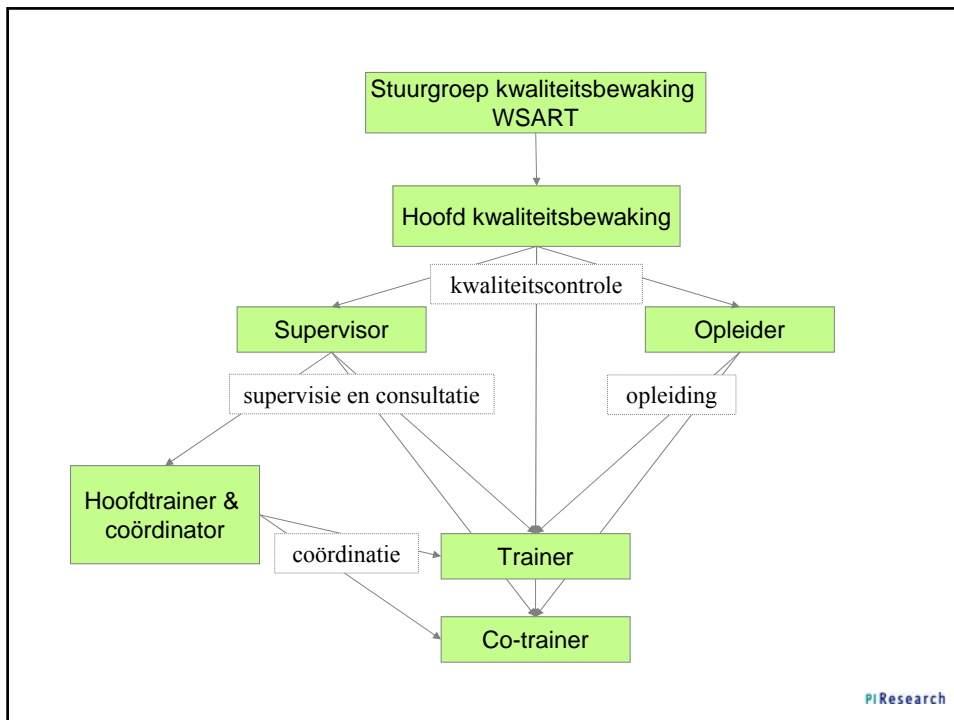 Stuurgroep kwaliteitsbewaking
WSART
Hoofd kwaliteitsbewaking
kwaliteitscontrole
Supervisor
Opleider
supervisie en consultatie
opleiding
Hoofdtrainer &
coördinator
coördinatie
Trainer
Co-trainer
PIResearch